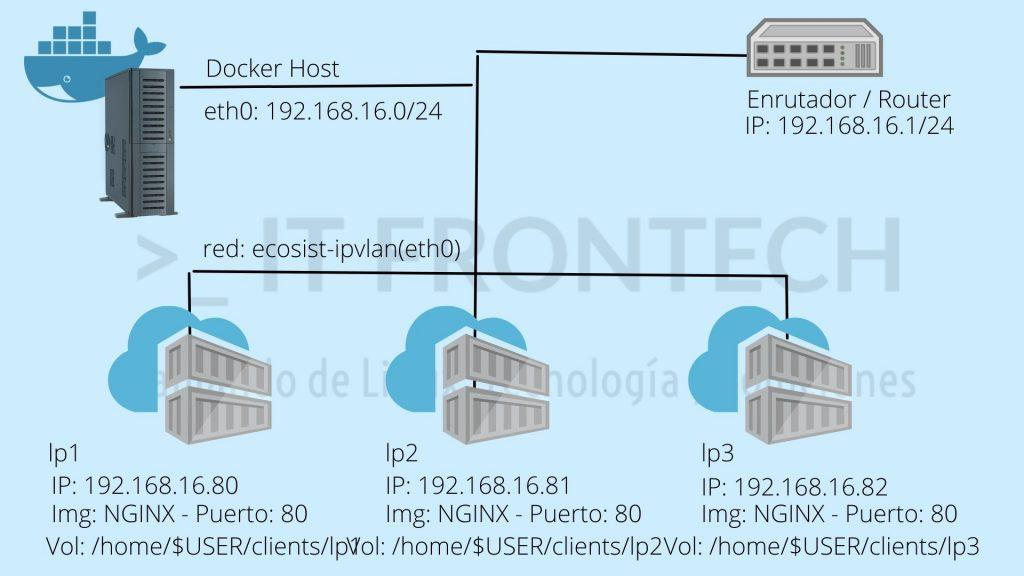 Docker Host
eth0: 192.168.16.0/24
Enrutador / Router
IP: 192.168.16.1/24
>_ IT FRONTECH
red: ecosist-ipvlan(eth0)
de
lp1
IP: 192.168.16.80
Img: NGINX - Puerto: 80
Vol: /home/$USER/clients/lp1
lp2
IP: 192.168.16.81
Img: NGINX - Puerto: 80
Vol: /home/$USER/clients/lp2
lp3
IP: 192.168.16.82
Img: NGINX - Puerto: 80
Vol: /home/$USER/clients/lp3